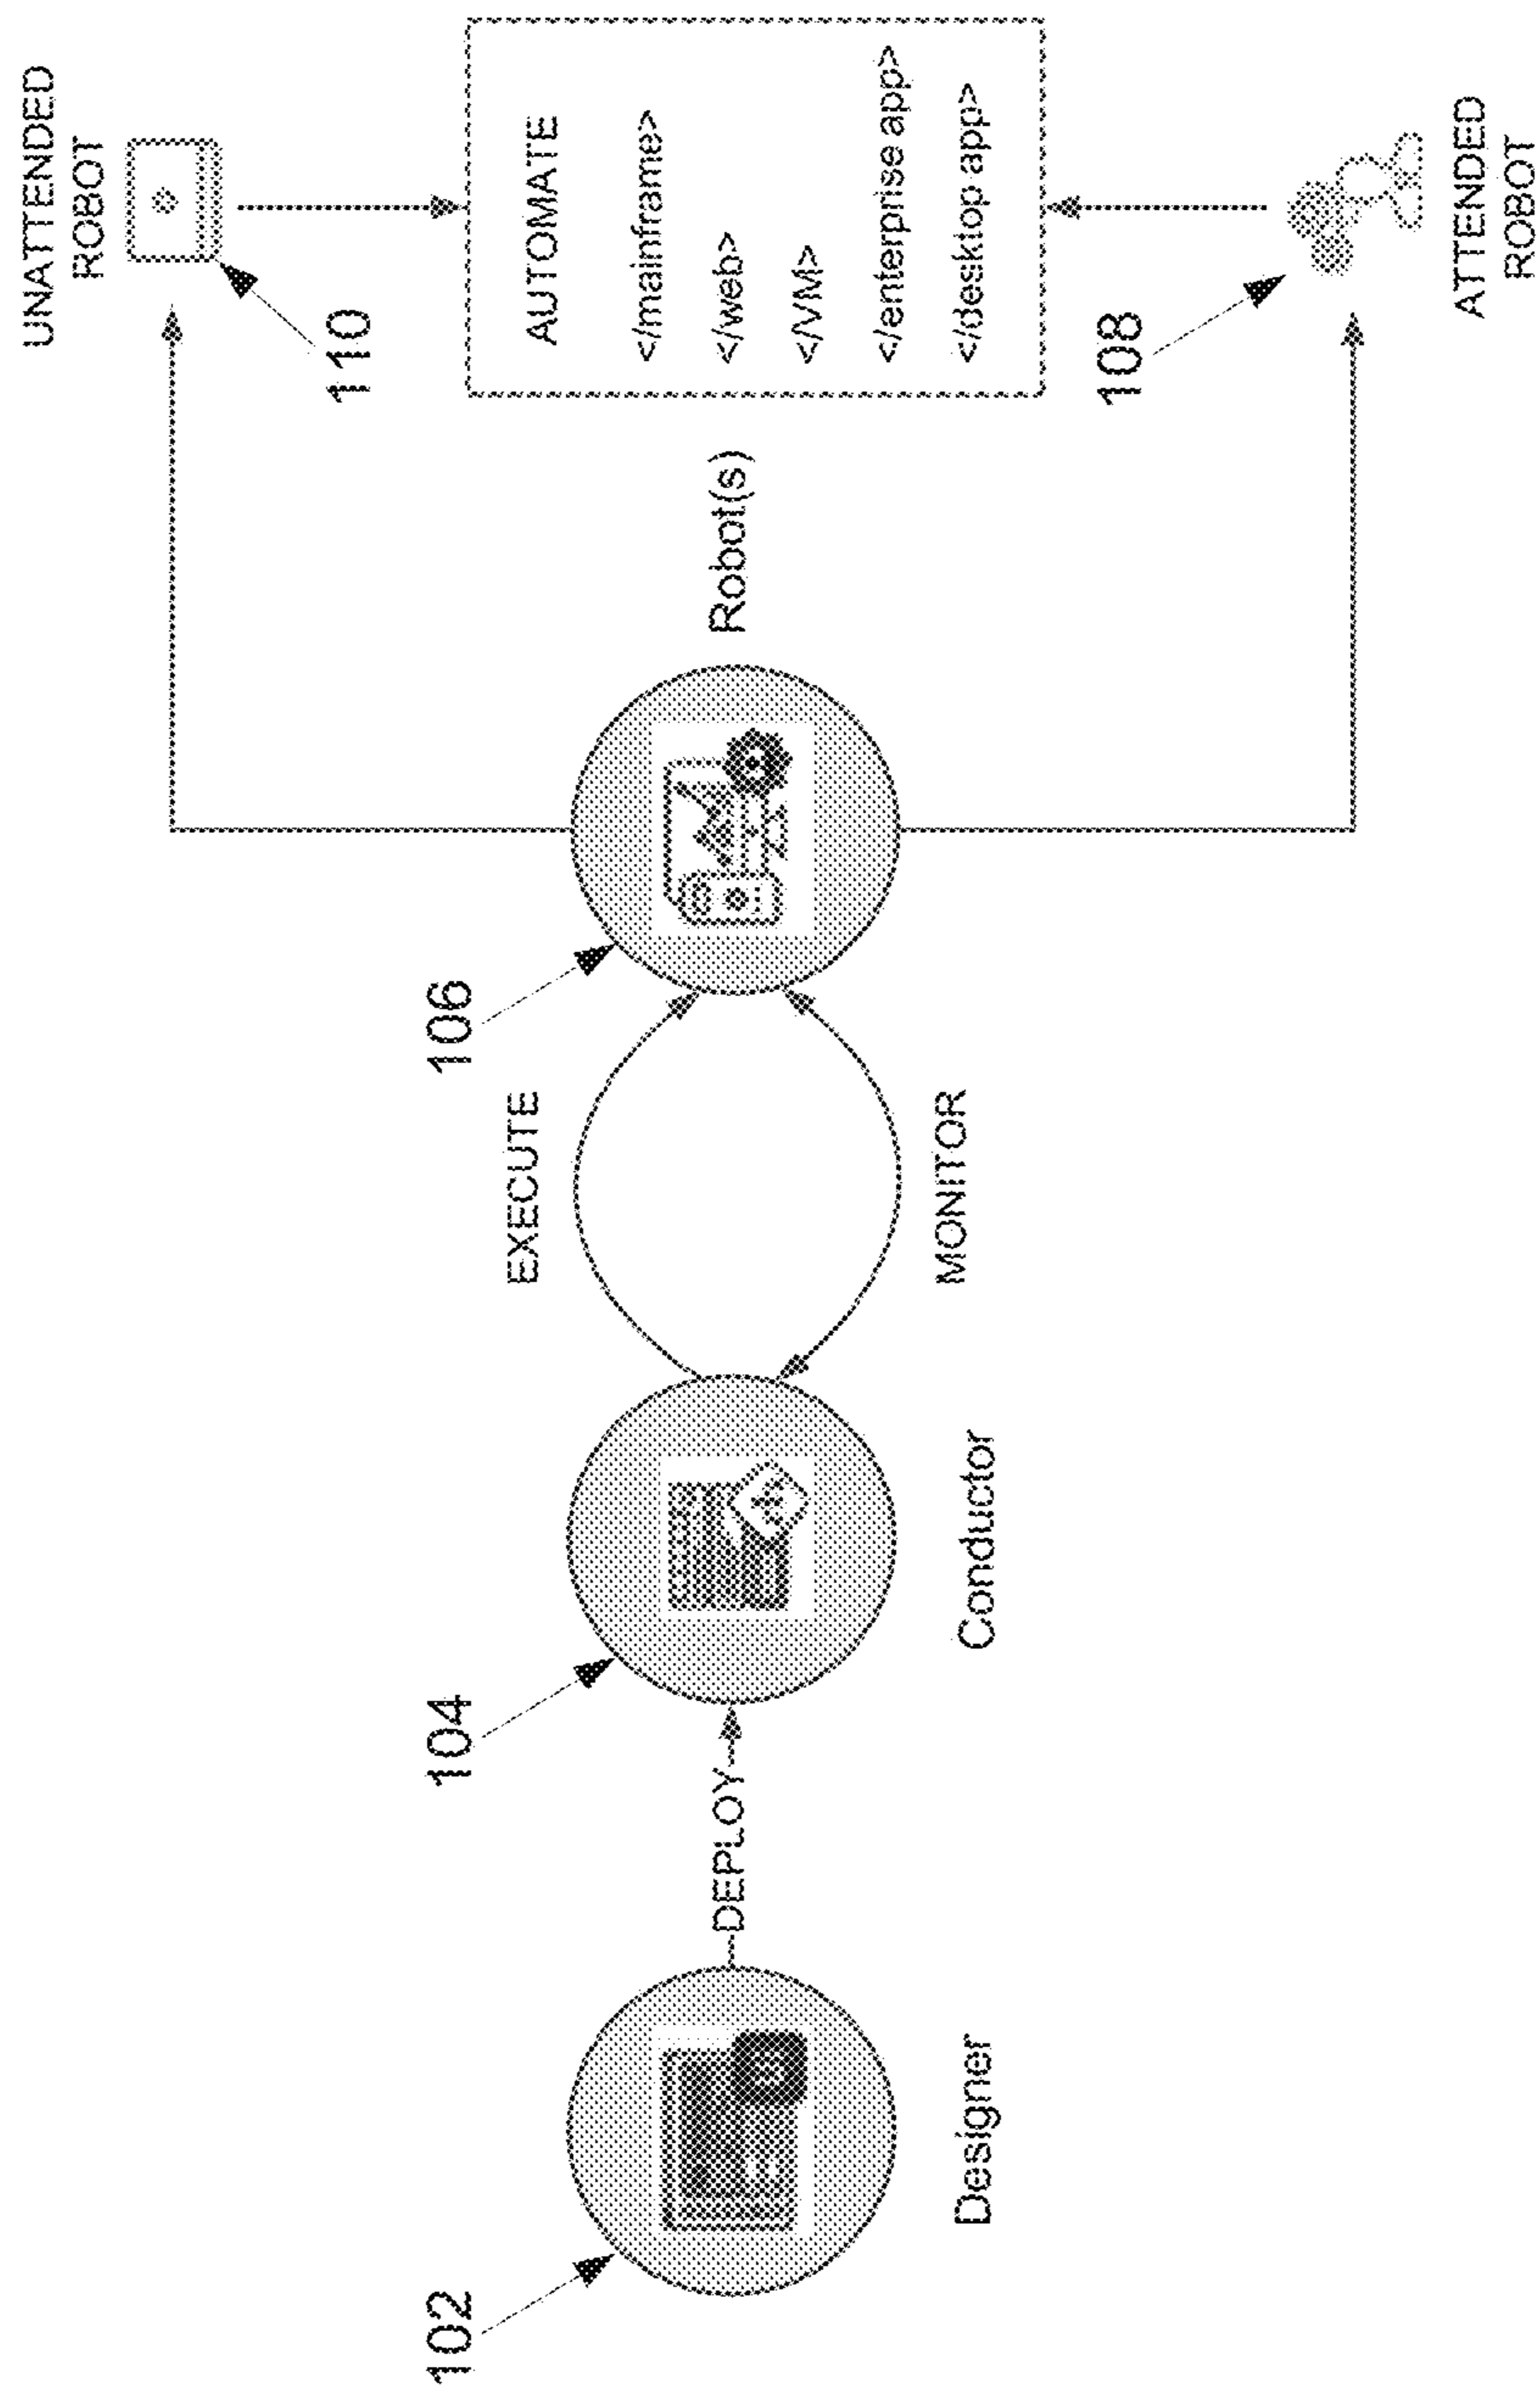 UNATTENDED
ROBOT
110
AUTOMATE
</mainframe>
</web>
</VM>
</enterprise app>
</desktop app>
108
ATTENDED
ROBOT
Robot(s)
106
EXECUTE
MONITOR
104
Conductor
DEPLOY
102
Designer